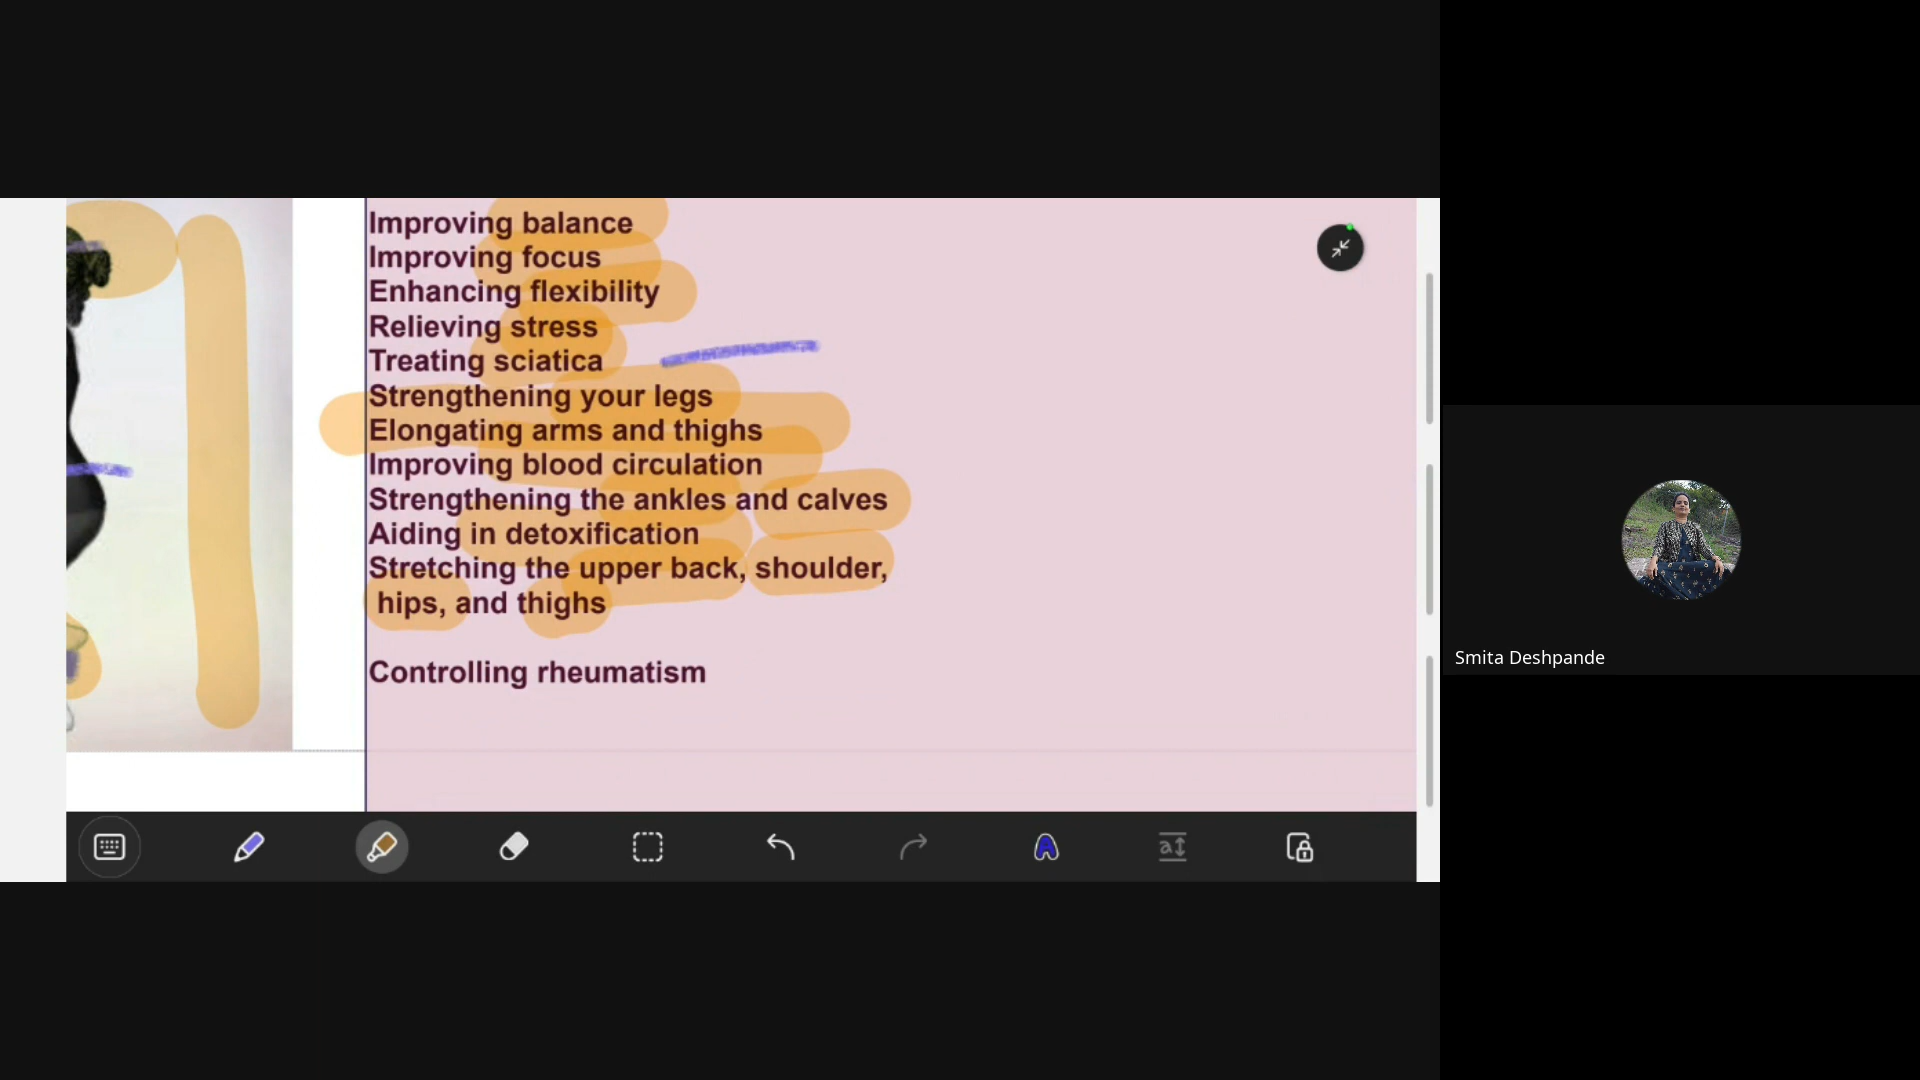 Improving balance
Improving focus
Enhancing flexibility
Relieving stress
Treating sciatica
Strengthening your legs
Elongating arms and thighs
Improving blood circulation
Strengthening the ankles and calves
Aiding in detoxification
Stretching the upper back, shoulder,
hips, and thighs
Controlling rheumatism
A
a
Smita Deshpande